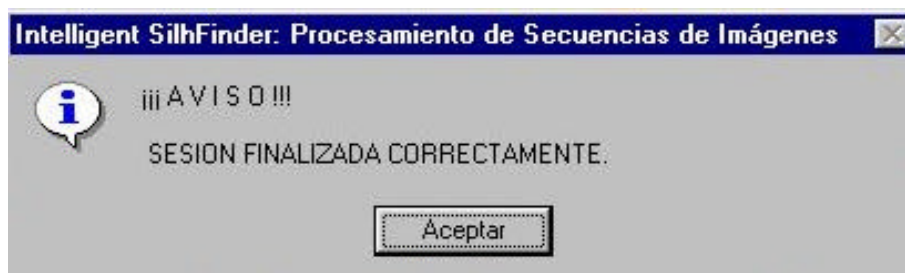 Intelligent SilhFinder: Procesamiento de Secuencias de Imágenes
¡¡¡ A V I S O !!!
SESION FINALIZADA CORRECTAMENTE.
Aceptar